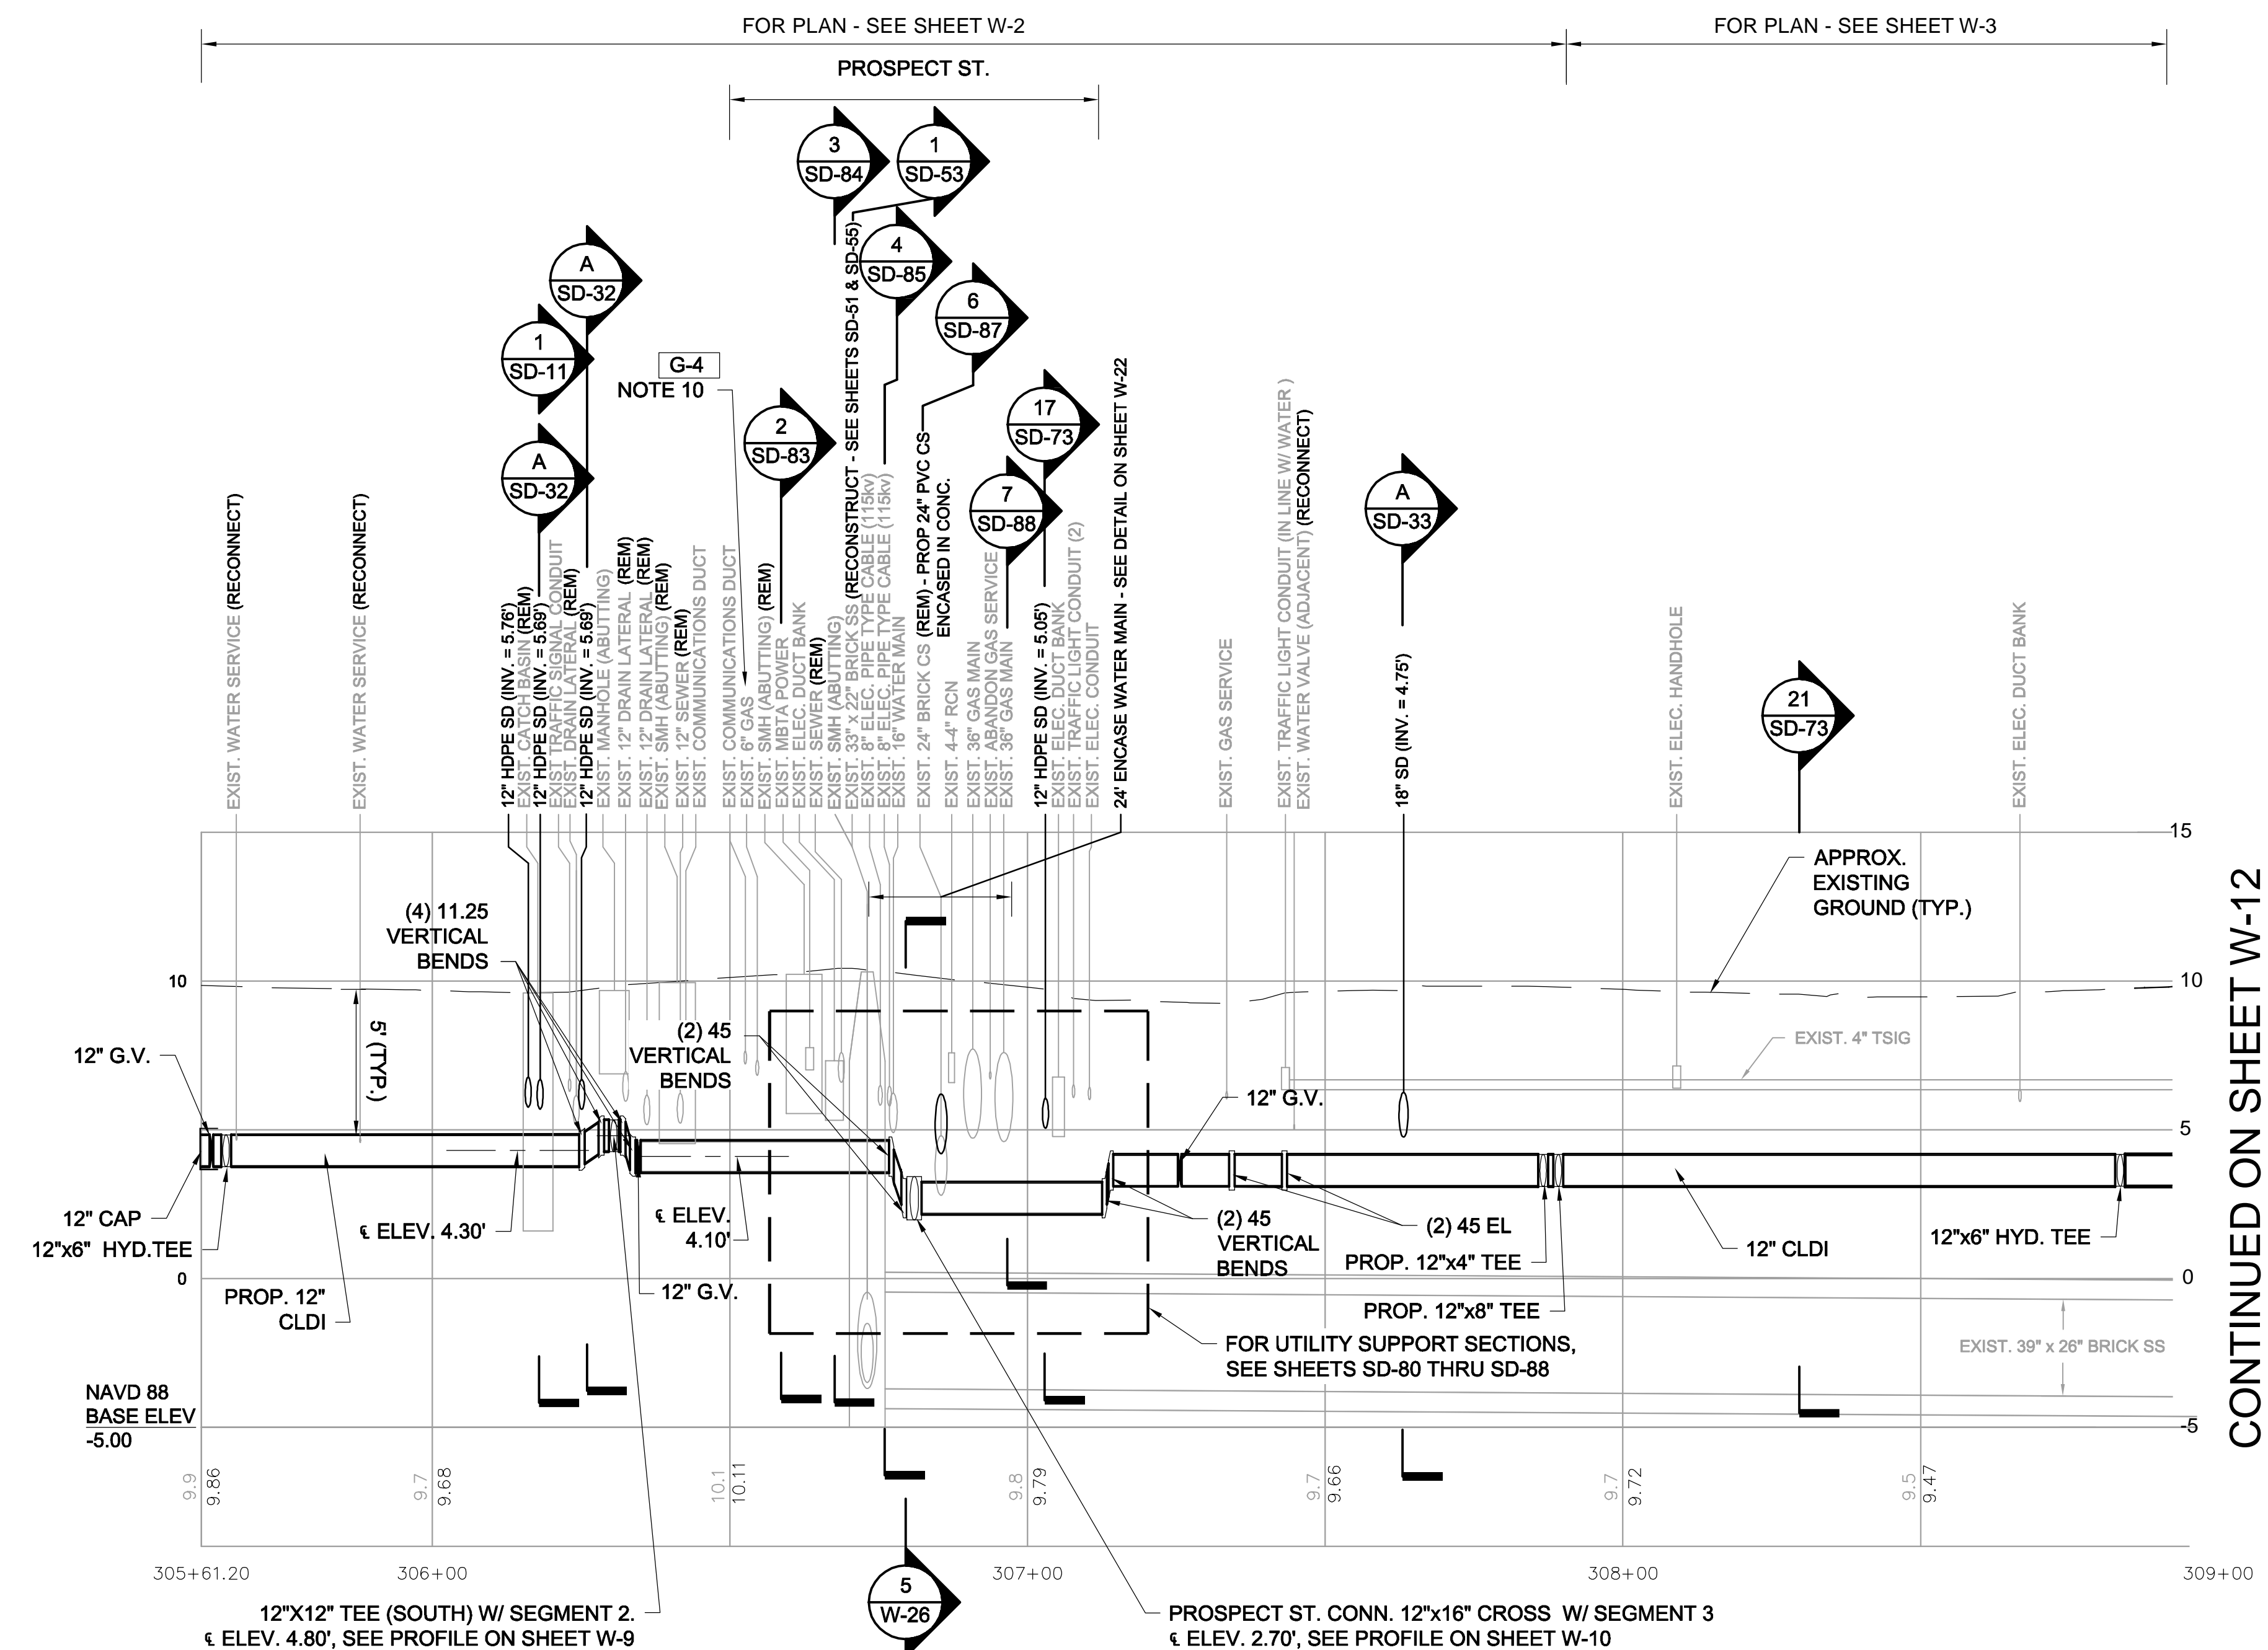 FOR PLAN - SEE SHEET W-2
FOR PLAN - SEE SHEET W-3
PROSPECT ST.
3
SD-84
1
SD-53
A
SD-32
4
SD-85
6
SD-87
1
SD-11
G-4
NOTE 10
2
SD-83
17
SD-73
A
SD-32
7
SD-88
A
SD-33
21
SD-73
EXIST. WATER SERVICE (RECONNECT)
EXIST. WATER SERVICE (RECONNECT)
12" HDPE SD (INV. = 5.76')
EXIST. CATCH BASIN (REM)
12" HDPE SD (INV. = 5.69')
EXIST TRAFFIC SIGNAL CONDUIT
EXIST. DRAIN LATERAL (REM)
12" HDPE SD (INV. = 5.69')
EXIST. MANHOLE (ABUTTING)
EXIST. 12" DRAIN LATERAL (REM)
EXIST. 12" DRAIN LATERAL (REM)
EXIST. SMH (ABUTTING) (REM)
EXIST. 12" SEWER (REM)
EXIST. COMMUNICATIONS DUCT
EXIST. COMMUNICATIONS DUCT
EXIST. 6" GAS
EXIST. SMH (ABUTTING) (REM)
EXIST. MBTA POWER
EXIST. ELEC. DUCT BANK
EXIST. SEWER (REM)
EXIST. SMH (ABUTTING)
EXIST. 33" x 22" BRICK SS (RECONSTRUCT - SEE SHEETS SD-51 & SD-55)
EXIST. 8" ELEC. PIPE TYPE CABLE (115kv)
EXIST. 8" ELEC. PIPE TYPE CABLE (115kv)
EXIST. 16" WATER MAIN
EXIST. 24" BRICK CS (REM) - PROP 24" PVC CS
ENCASED IN CONC.
EXIST. 4-4" RCN
EXIST. 36" GAS MAIN
EXIST. ABANDON GAS SERVICE
EXIST. 36" GAS MAIN
12" HDPE SD (INV. = 5.05')
EXIST. ELEC. DUCT BANK
EXIST. TRAFFIC LIGHT CONDUIT (2)
EXIST. ELEC. CONDUIT
24' ENCASE WATER MAIN - SEE DETAIL ON SHEET W-22
EXIST. GAS SERVICE
EXIST. TRAFFIC LIGHT CONDUIT (IN LINE W/ WATER )
EXIST. WATER VALVE (ADJACENT) (RECONNECT)
18" SD (INV. = 4.75')
EXIST. ELEC. HANDHOLE
EXIST. ELEC. DUCT BANK
15
APPROX.
EXISTING
GROUND (TYP.)
(4) 11.25
VERTICAL
BENDS
10
10
5' (TYP.)
(2) 45
VERTICAL
BENDS
EXIST. 4" TSIG
12" G.V.
12" G.V.
5
12" CAP
12"x6" HYD.TEE
℄ ELEV. 4.30'
℄ ELEV.
4.10'
(2) 45
VERTICAL
BENDS
(2) 45 EL
PROP. 12"x4" TEE
12" CLDI
12"x6" HYD. TEE
0
0
PROP. 12"
CLDI
12" G.V.
PROP. 12"x8" TEE
FOR UTILITY SUPPORT SECTIONS,
SEE SHEETS SD-80 THRU SD-88
EXIST. 39" x 26" BRICK SS
NAVD 88
BASE ELEV
-5.00
-5
CONTINUED ON SHEET W-12
9.9
9.86
9.7
9.68
10.1
10.11
9.8
9.79
9.7
9.66
9.7
9.72
9.5
9.47
305+61.20
306+00
307+00
308+00
309+00
5
W-26
12"X12" TEE (SOUTH) W/ SEGMENT 2.
℄ ELEV. 4.80', SEE PROFILE ON SHEET W-9
PROSPECT ST. CONN. 12"x16" CROSS W/ SEGMENT 3
℄ ELEV. 2.70', SEE PROFILE ON SHEET W-10